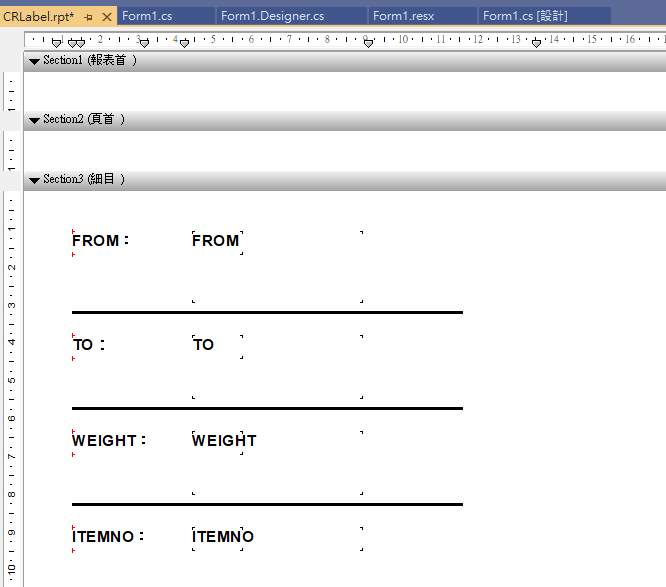 CRLabel.rpt* Form1.cs Form1.Designer.cs Form1.resx Form1.cs [設計]
1 2 3 4 5 6 7 8 9 10 11 12 13 14 15 16
Section1 (報表首 )
1
Section2 (頁首 )
1
Section3 (細目 )
1
FROM： FROM
2
3
TO： TO
4
5
6
WEIGHT： WEIGHT
7
8
9
ITEMNO： ITEMNO
10